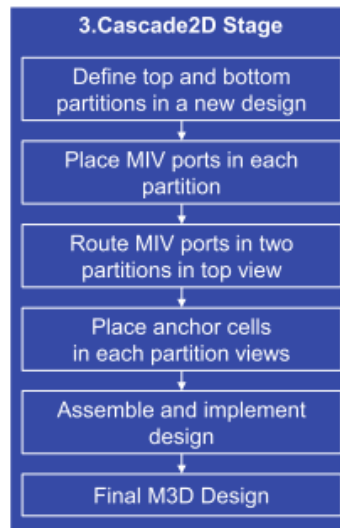 3.Cascade2D Stage
Define top and bottom
partitions in a new design
Place MIV ports in each
partition
Route MIV ports in two
partitions in top view
Place anchor cells
in each partition views
Assemble and implement
design
Final M3D Design